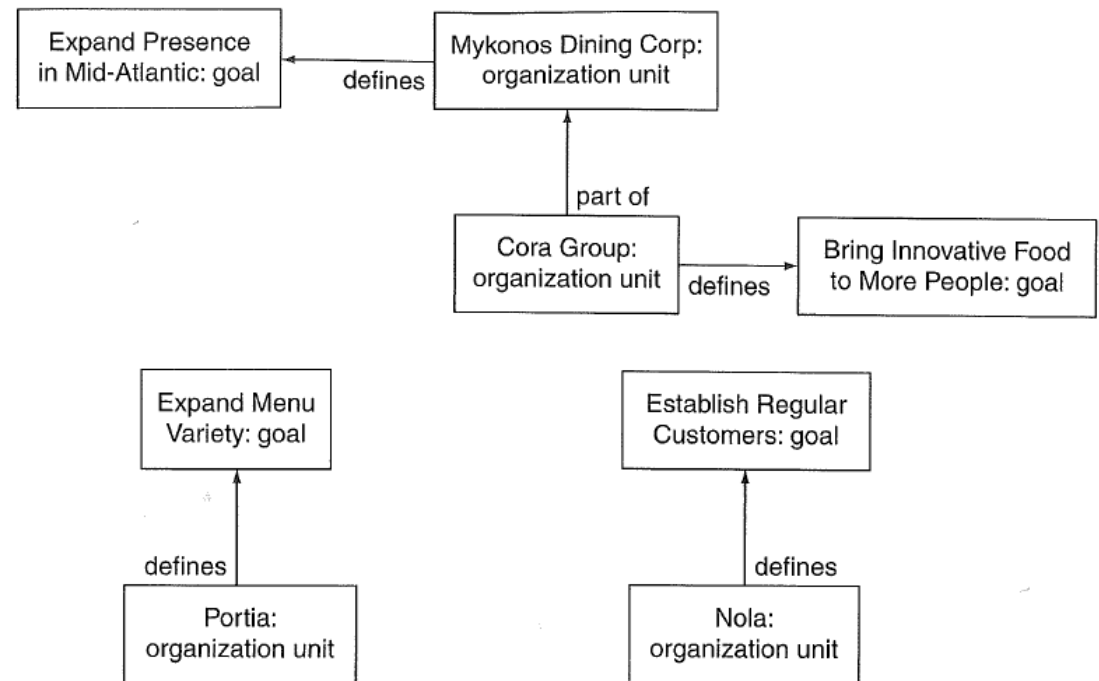 Expand Presence
in Mid-Atlantic: goal
defines
Mykonos Dining Corp:
organization unit
part of
Cora Group:
organization unit
defines
Bring Innovative Food
to More People: goal
Expand Menu
Variety: goal
defines
Portia:
organization unit
Establish Regular
Customers: goal
defines
Nola:
organization unit